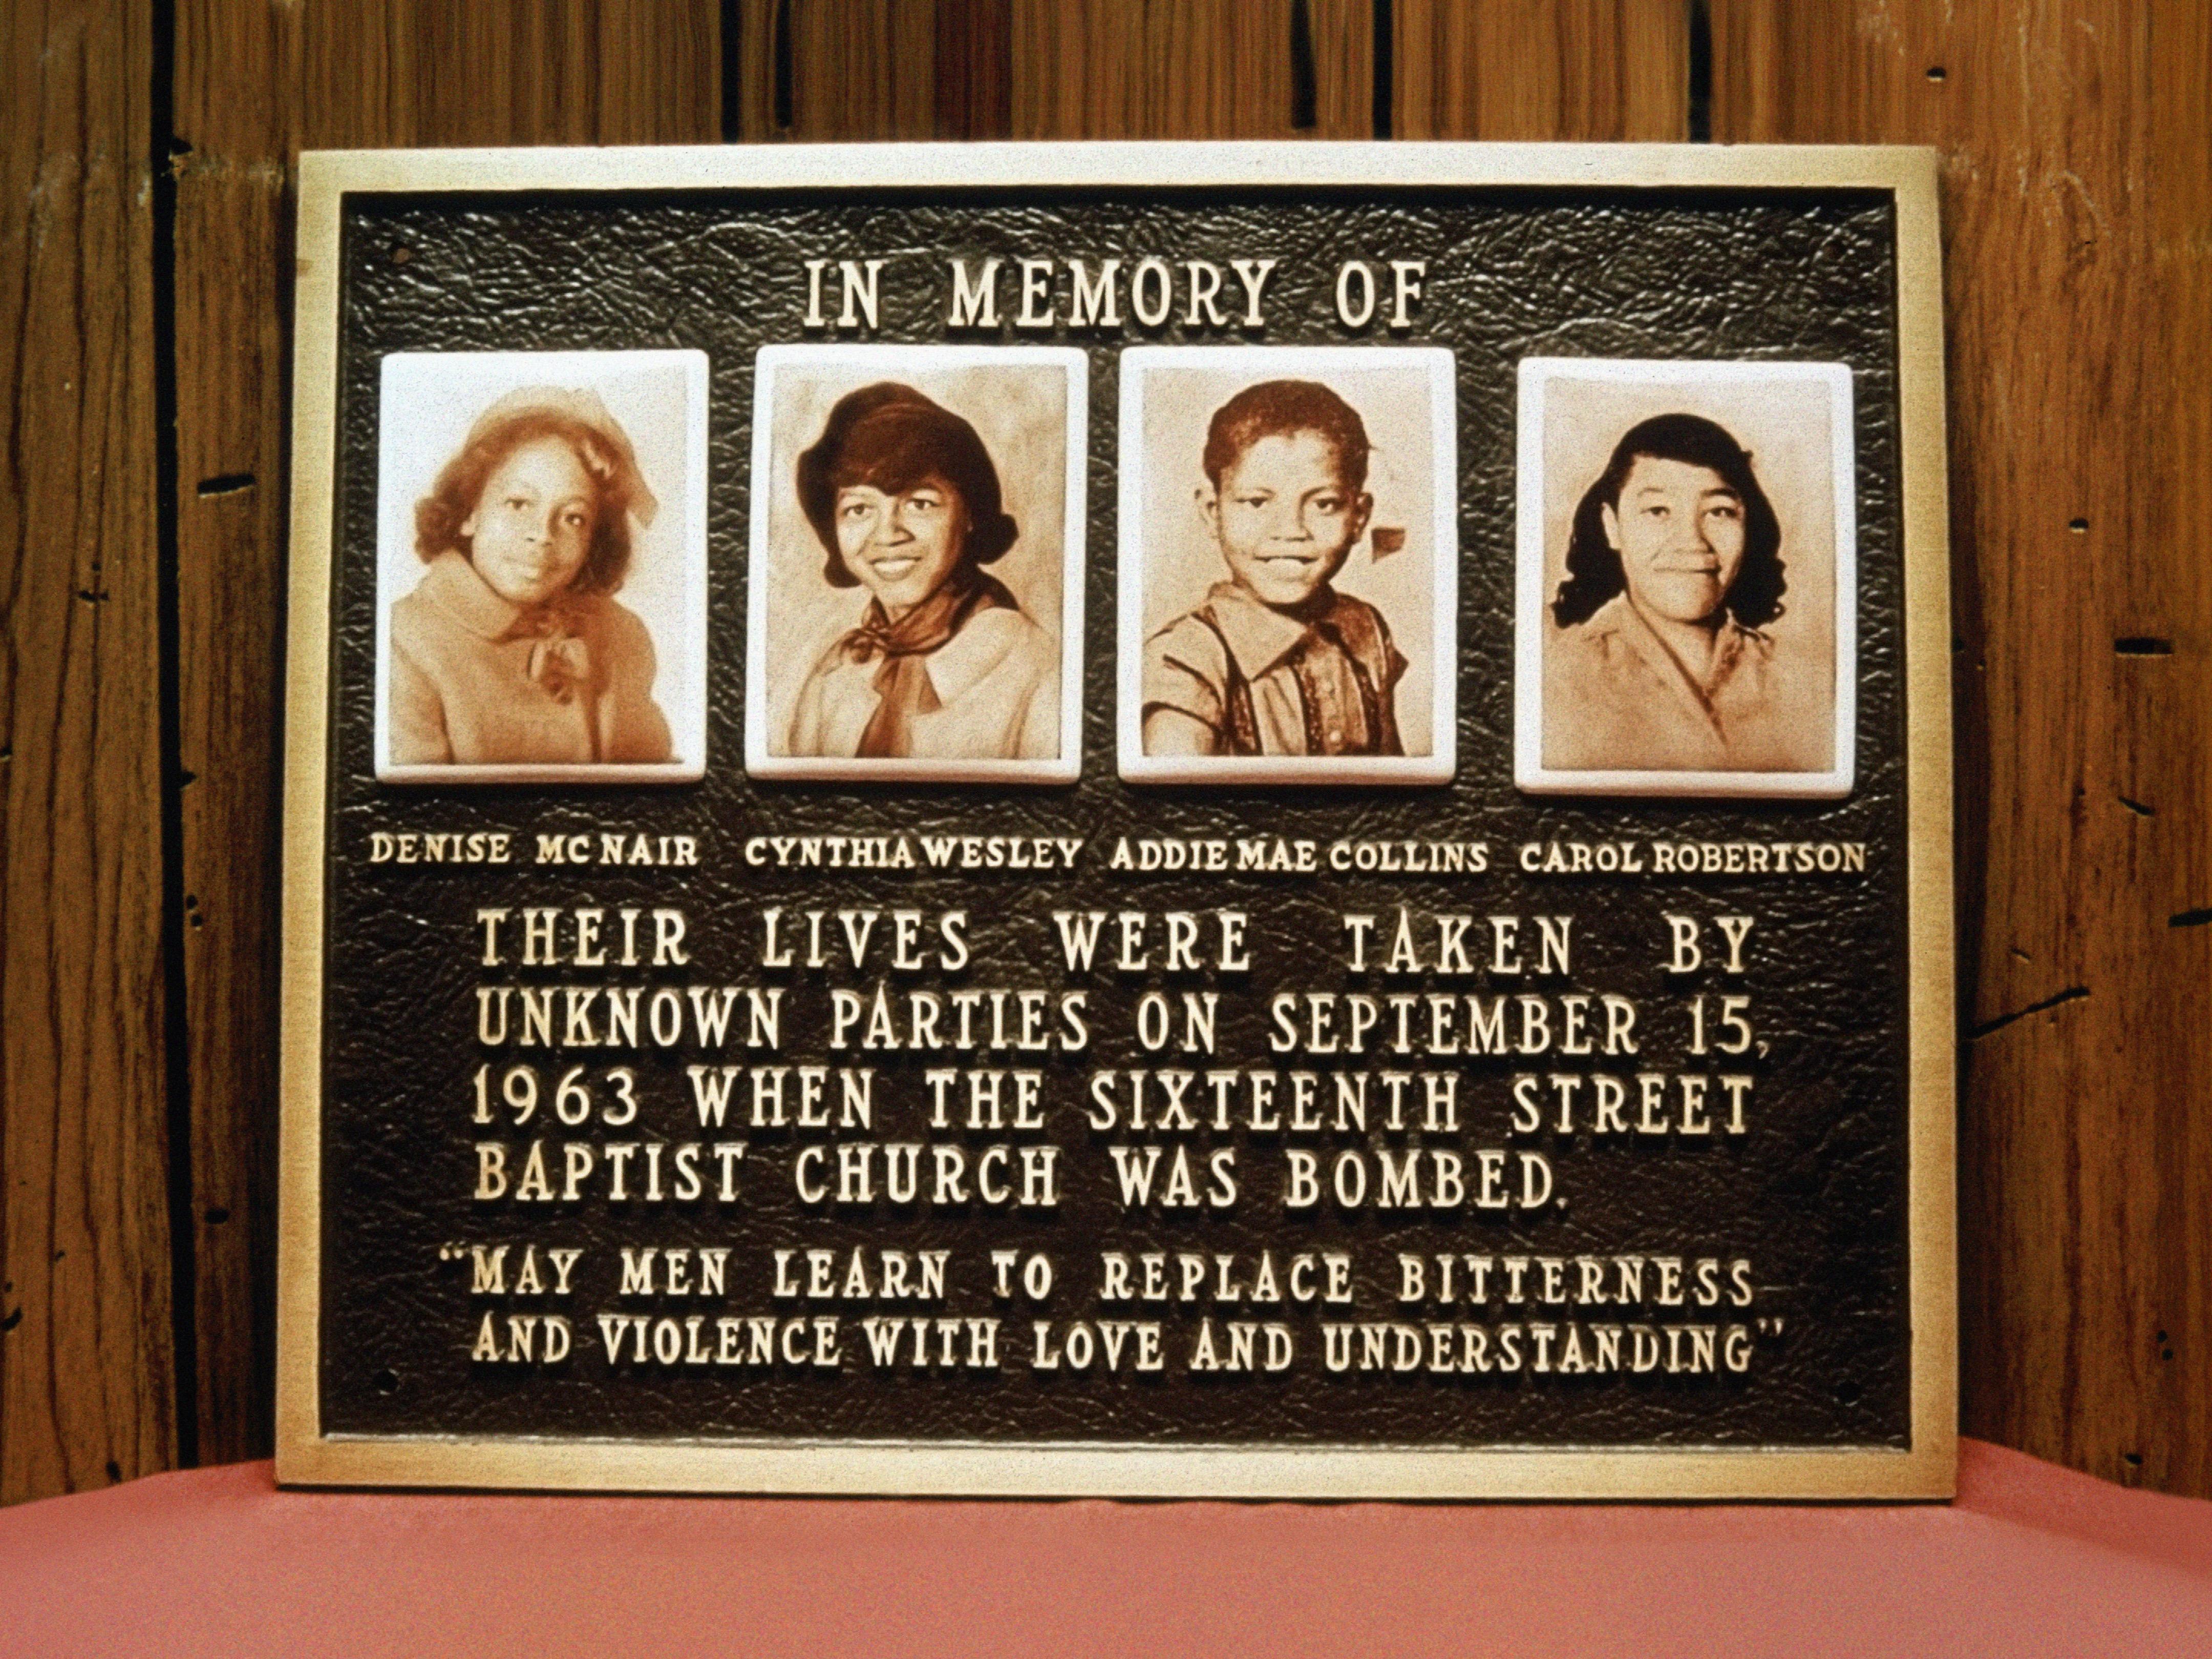 IN MEMORY OF
DENISE MCNAIR CYNTHIA WESLEY ADDIE MAE COLLINS CAROL ROBERTSON
THEIR LIVES WERE TAKEN BY
UNKNOWN PARTIES ON SEPTEMBER 15,
1963 WHEN THE SIXTEENTH STREET
BAPTIST CHURCH WAS BOMBED.
"MAY MEN LEARN TO REPLACE BITTERNESS
AND VIOLENCE WITH LOVE AND UNDERSTANDING"